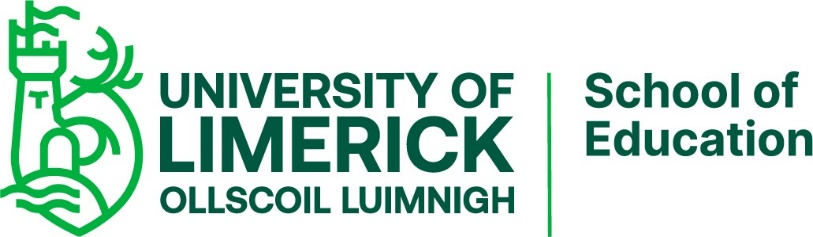 UNIVERSITY OF
LIMERICK
OLLSCOIL LUIMNIGH
School of
Education